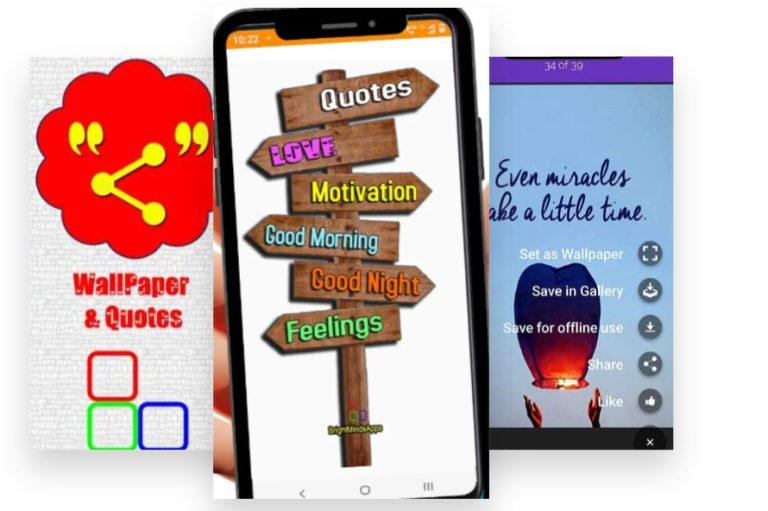 WallPaper
& Quotes
10:22
Quotes
LOVE
Motivation
Good Morning
Good Night
Feelings
BrightMindsApps
34 of 39
Even miracles
ake a little time.
Set as Wallpaper
Save in Gallery
Save for offline use
Share
Like